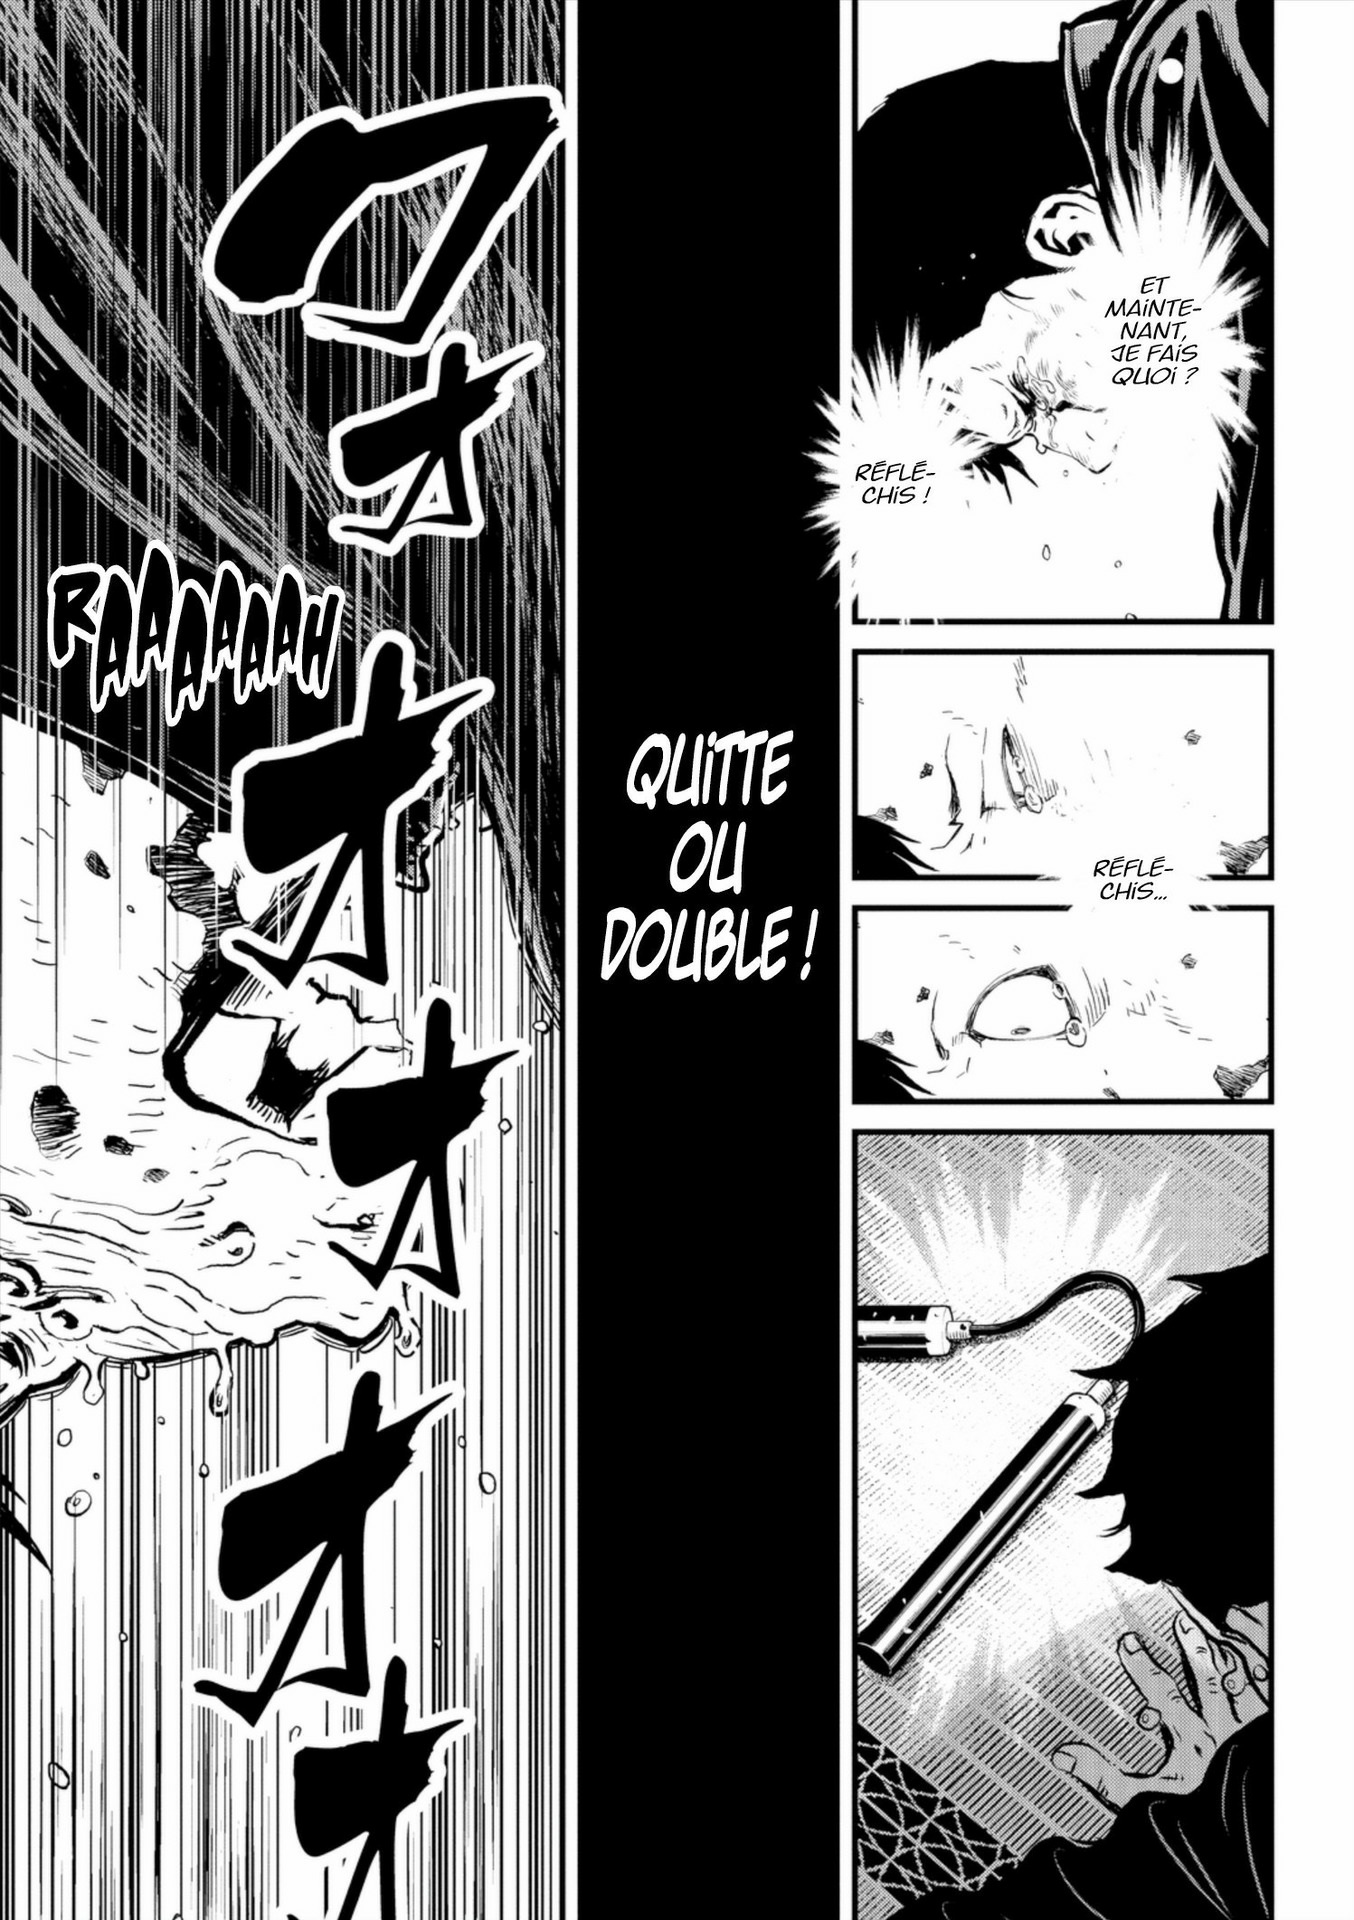 ET
MAINTE-
NANT,
JE FAIS
QUOI ?
RÉFLÉ-
CHIS !
RÉFLÉ-
CHIS...
QUITTE
OU
DOUBLE !
ワオオオオオ
RAAAAAAH